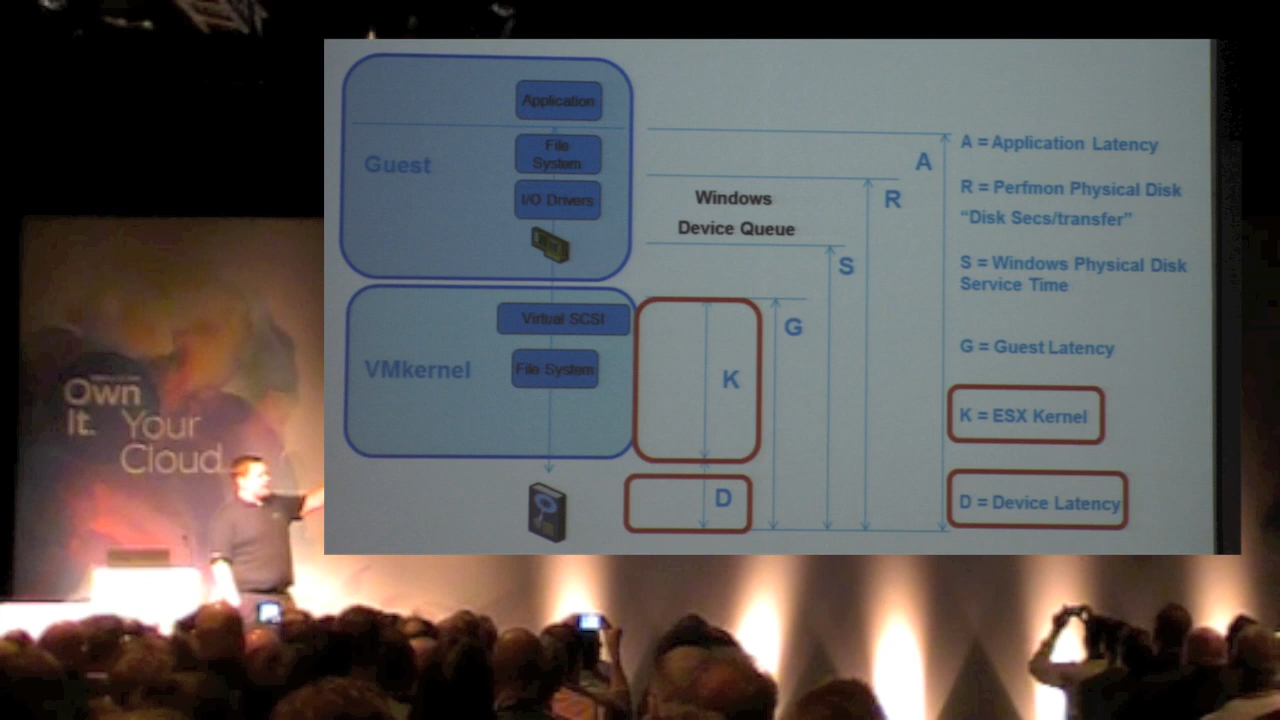 Application
File
System
Guest
I/O Drivers
Windows
Device Queue
Virtual SCSI
VMkernel
File System
A
R
S
G
K
D
A = Application Latency
R = Perfmon Physical Disk
“Disk Secs/transfer”
S = Windows Physical Disk
Service Time
G = Guest Latency
K = ESX Kernel
D = Device Latency
Own
It. Your
Cloud.